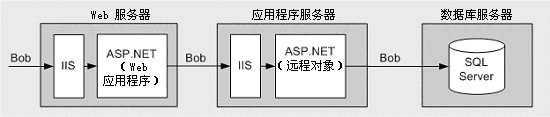 Web 服务器
应用程序服务器
数据库服务器
Bob
IIS
ASP.NET
(Web
应用程序)
Bob
IIS
ASP.NET
(远程对象)
Bob
SQL
Server